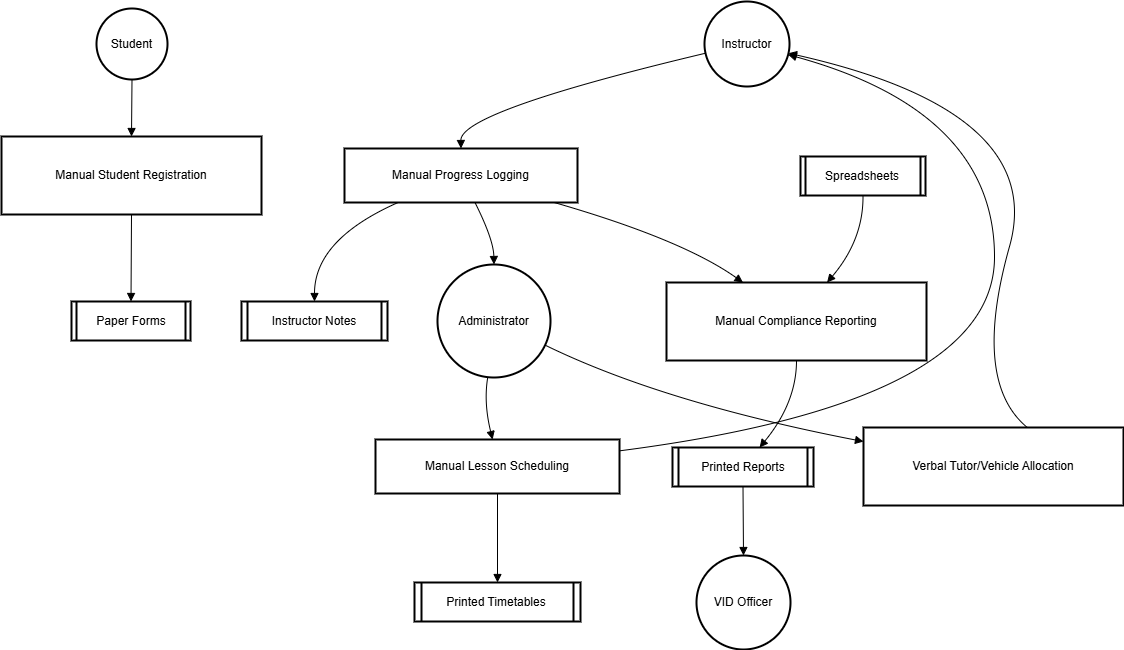 Student
Instructor
Manual Student Registration
Manual Progress Logging
Spreadsheets
Paper Forms
Instructor Notes
Administrator
Manual Compliance Reporting
Manual Lesson Scheduling
Printed Reports
Verbal Tutor/Vehicle Allocation
Printed Timetables
VID Officer